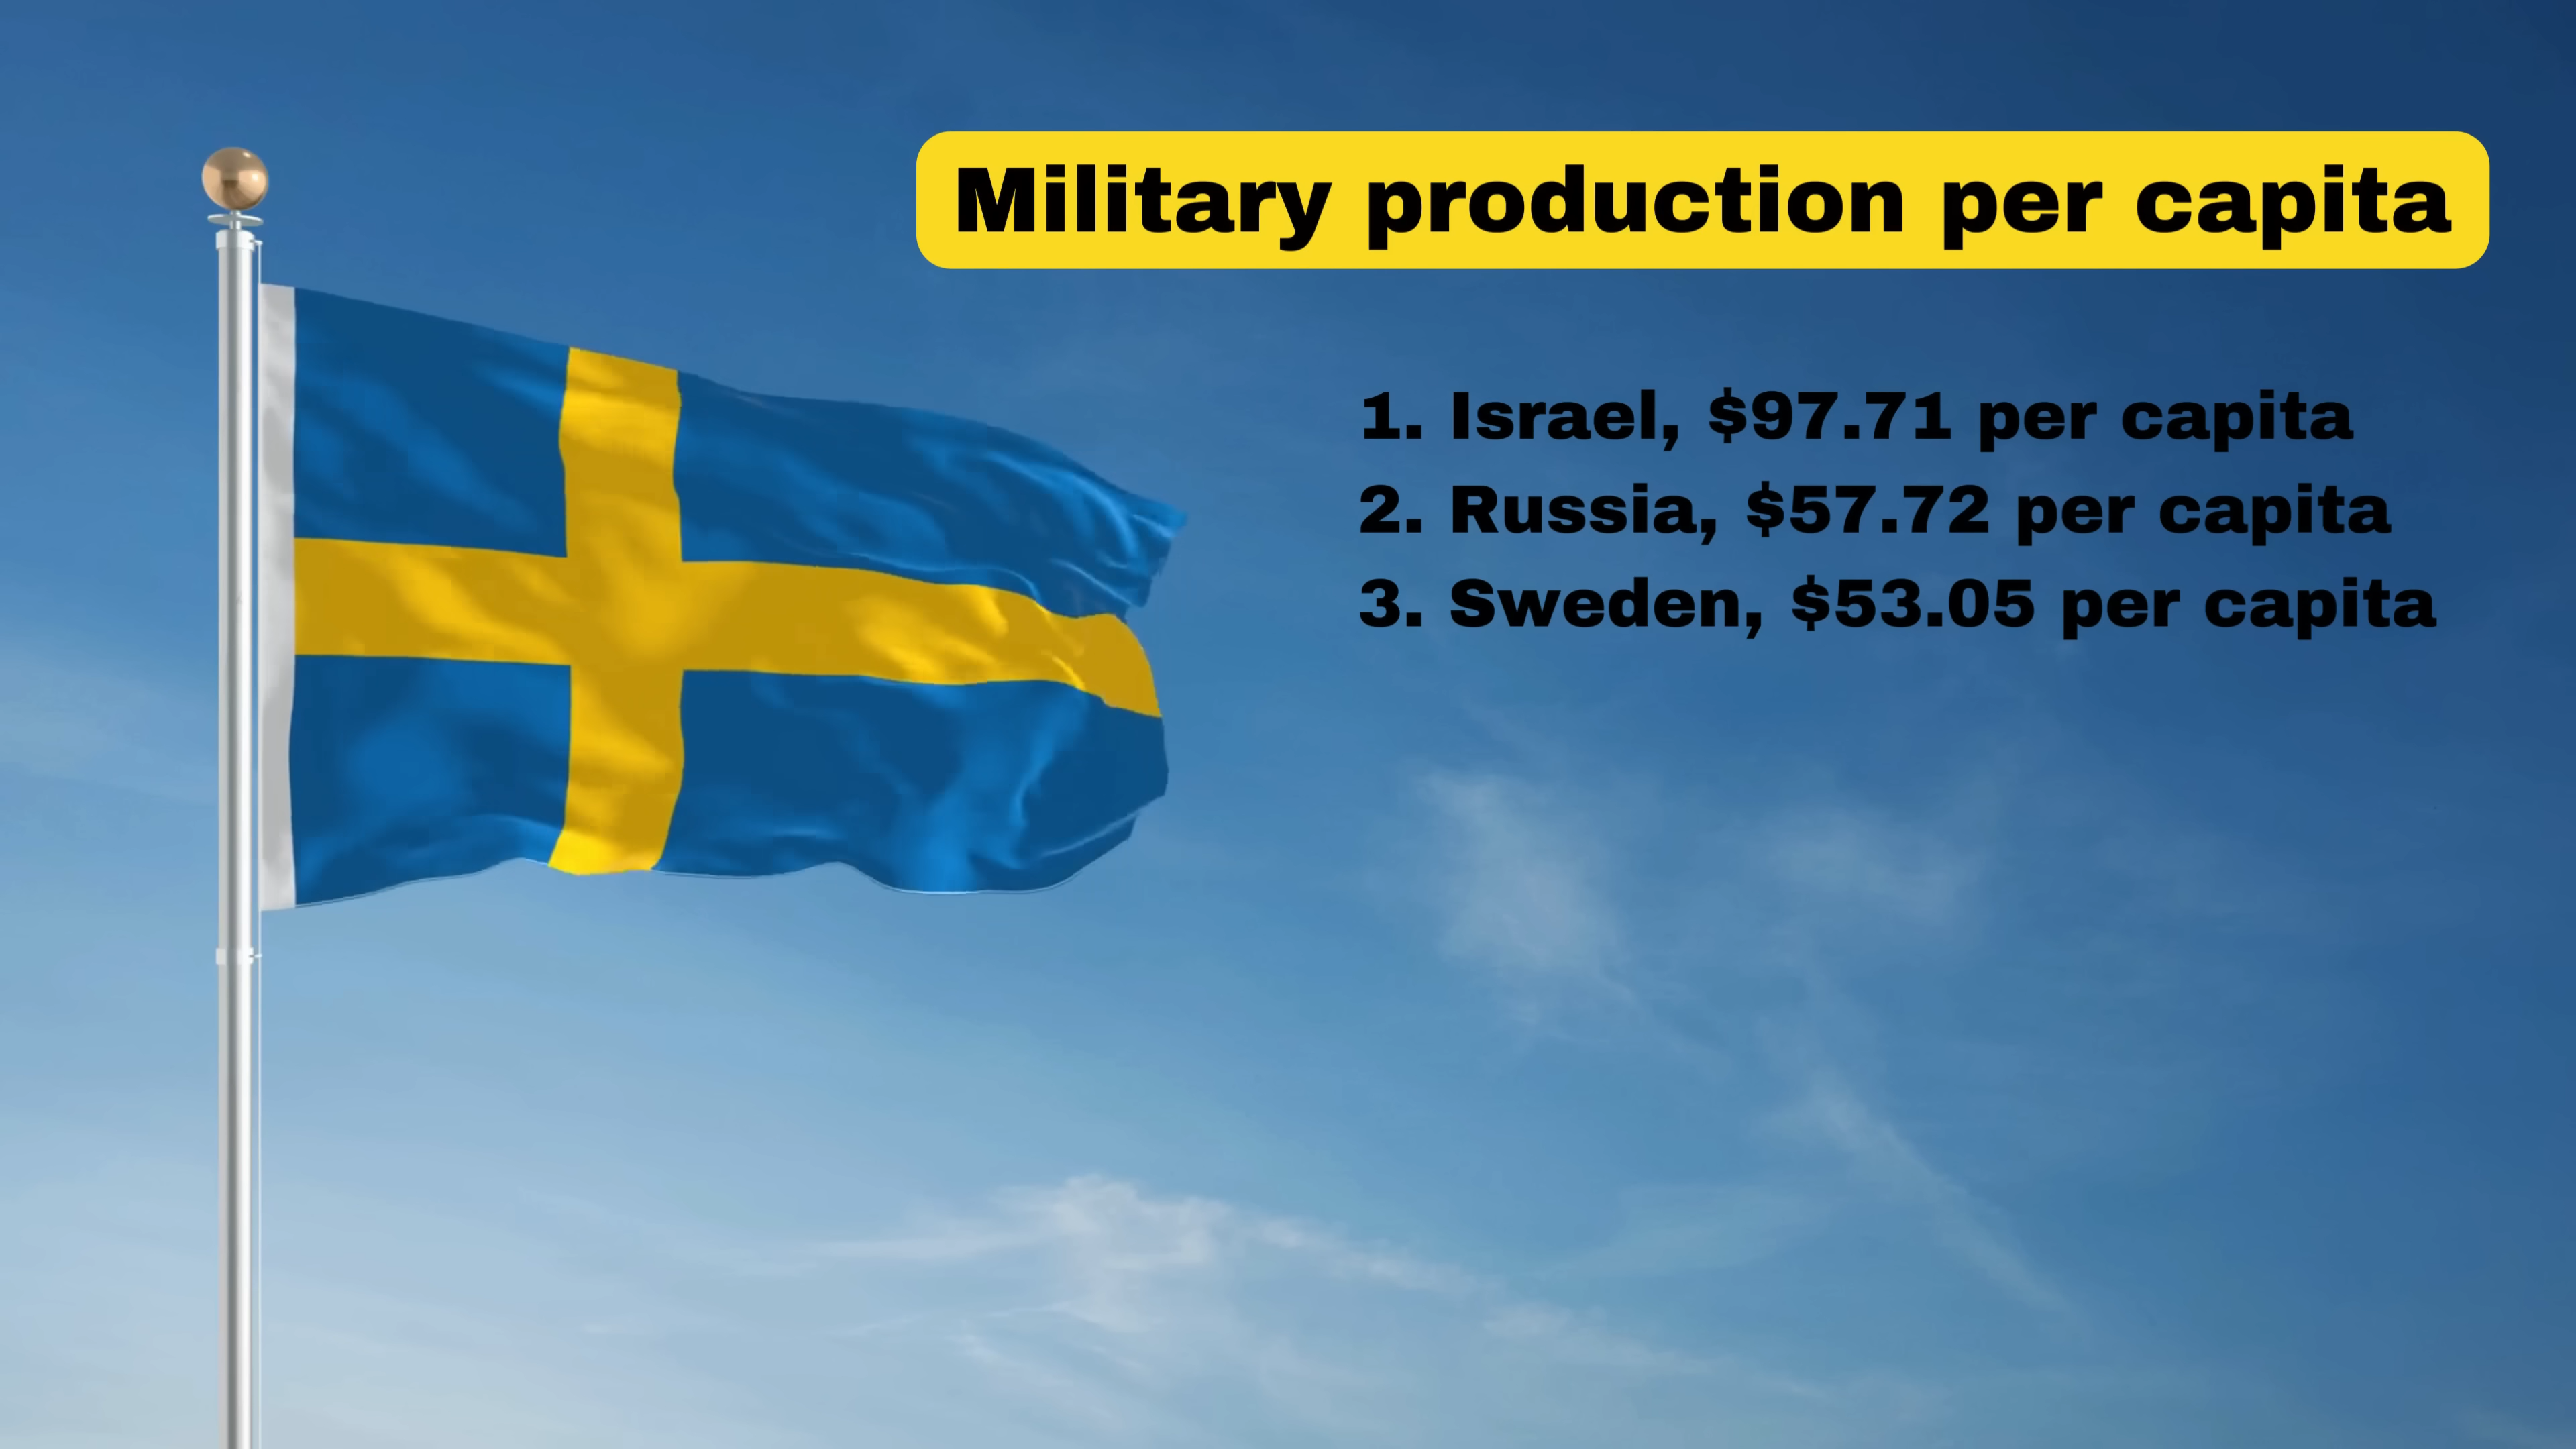 Military production per capita
1. Israel, $97.71 per capita
2. Russia, $57.72 per capita
3. Sweden, $53.05 per capita